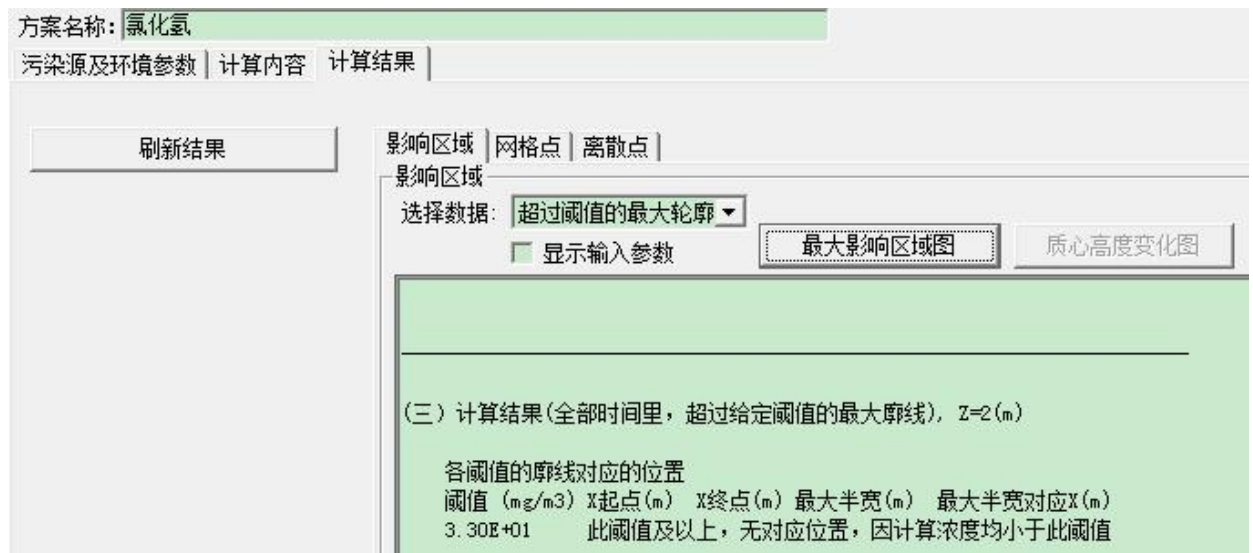 方案名称: 氯化氢
污染源及环境参数 计算内容 计算结果
刷新结果
影响区域 网格点 离散点
影响区域
选择数据: 超过阈值的最大轮廓
显示输入参数 最大影响区域图 质心高度变化图
(三) 计算结果(全部时间里，超过给定阈值的最大廓线), Z=2(m)
各阈值的廓线对应的位置
阈值 (mg/m3) X起点(m) X终点(m) 最大半宽(m) 最大半宽对应X(m)
3.30E+01 此阈值及以上，无对应位置，因计算浓度均小于此阈值